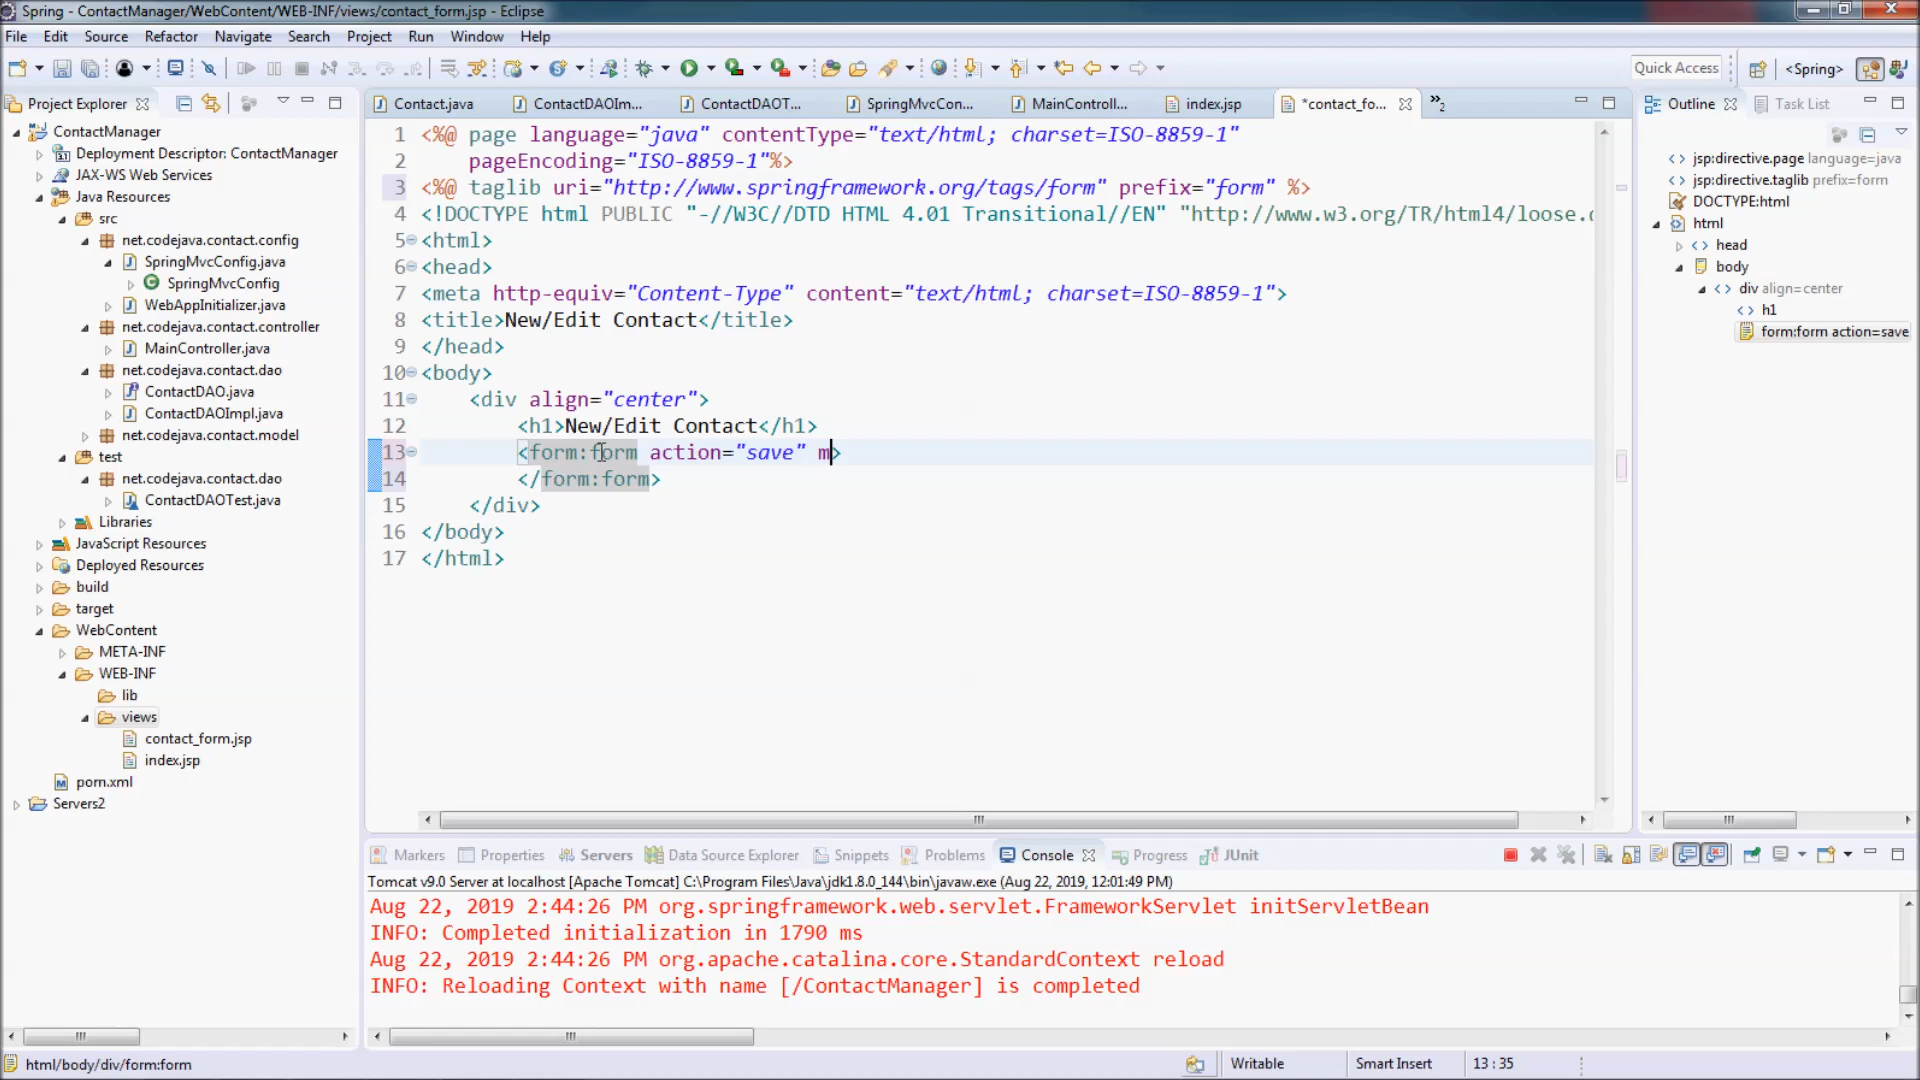 Spring - ContactManager/WebContent/WEB-INF/views/contact_form.jsp - Eclipse
File Edit Source Refactor Navigate Search Project Run Window Help
Quick Access <Spring>
Project Explorer
ContactManager
Deployment Descriptor: ContactManager
JAX-WS Web Services
Java Resources
src
net.codejava.contact.config
SpringMvcConfig.java
SpringMvcConfig
WebAppInitializer.java
net.codejava.contact.controller
MainController.java
net.codejava.contact.dao
ContactDAO.java
ContactDAOImpl.java
net.codejava.contact.model
test
net.codejava.contact.dao
ContactDAOTest.java
Libraries
JavaScript Resources
Deployed Resources
build
target
WebContent
META-INF
WEB-INF
lib
views
contact_form.jsp
index.jsp
pom.xml
Servers2
Contact.java ContactDAOIm... ContactDAOT... SpringMvcCon... MainControll... index.jsp *contact_fo... »2
1 <%@ page language="java" contentType="text/html; charset=ISO-8859-1"
2 pageEncoding="ISO-8859-1"%>
3 <%@ taglib uri="http://www.springframework.org/tags/form" prefix="form" %>
4 <!DOCTYPE html PUBLIC "-//W3C//DTD HTML 4.01 Transitional//EN" "http://www.w3.org/TR/html4/loose.
5 <html>
6 <head>
7 <meta http-equiv="Content-Type" content="text/html; charset=ISO-8859-1">
8 <title>New/Edit Contact</title>
9 </head>
10 <body>
11 <div align="center">
12 <h1>New/Edit Contact</h1>
13 <form:form action="save" m>
14 </form:form>
15 </div>
16 </body>
17 </html>
Outline Task List
jsp:directive.page language=java
jsp:directive.taglib prefix=form
DOCTYPE:html
html
head
body
div align=center
h1
form:form action=save
Markers Properties Servers Data Source Explorer Snippets Problems Console Progress JUnit
Tomcat v9.0 Server at localhost [Apache Tomcat] C:\Program Files\Java\jdk1.8.0_144\bin\javaw.exe (Aug 22, 2019, 12:01:49 PM)
Aug 22, 2019 2:44:26 PM org.springframework.web.servlet.FrameworkServlet initServletBean
INFO: Completed initialization in 1790 ms
Aug 22, 2019 2:44:26 PM org.apache.catalina.core.StandardContext reload
INFO: Reloading Context with name [/ContactManager] is completed
html/body/div/form:form Writable Smart Insert 13 : 35